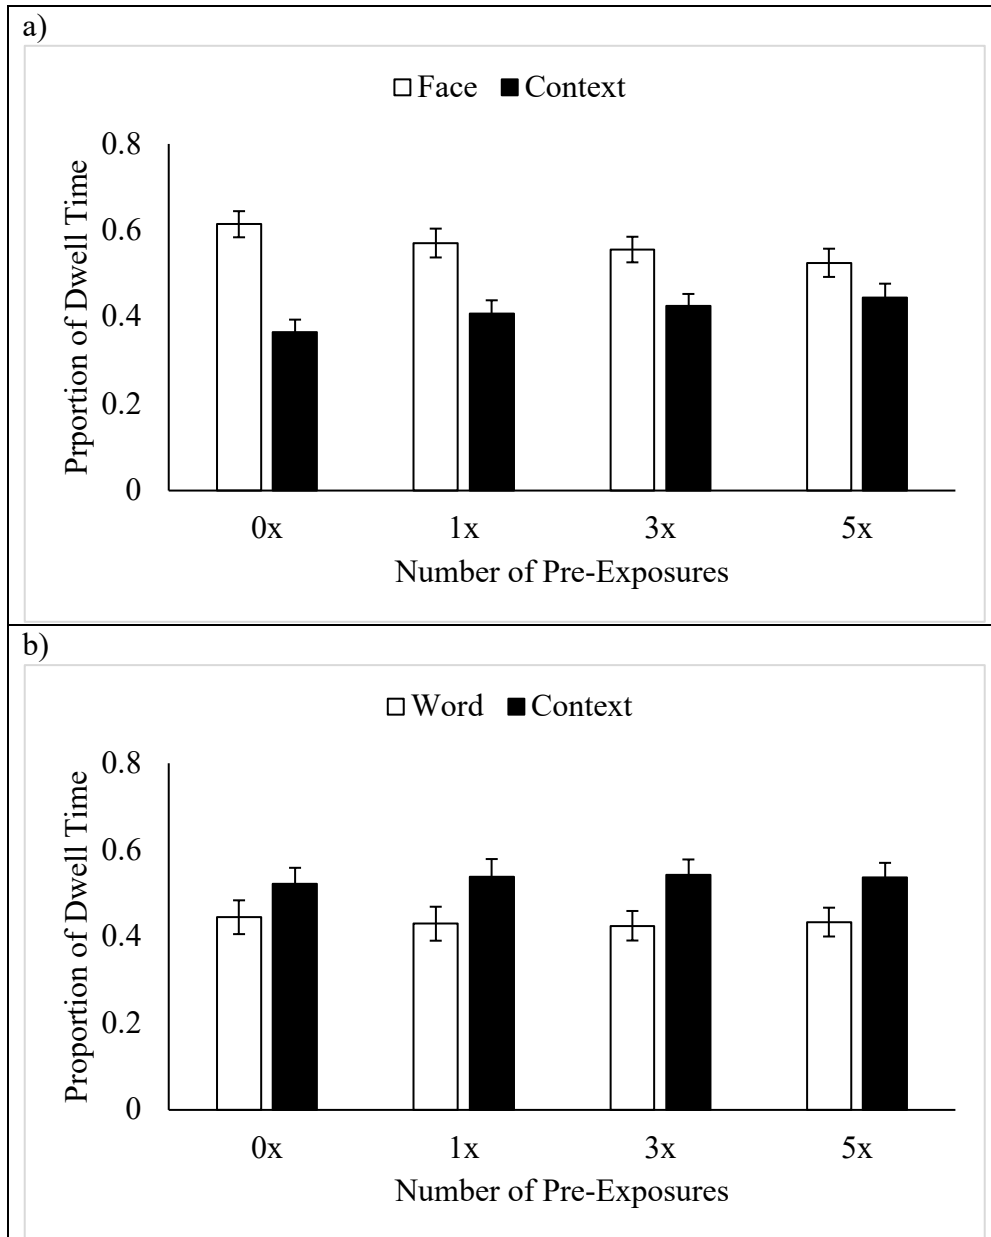 a)
Face Context
0.8
0.6
0.4
0.2
0
Prportion of Dwell Time
0x 1x 3x 5x
Number of Pre-Exposures
b)
Word Context
0.8
0.6
0.4
0.2
0
Proportion of Dwell Time
0x 1x 3x 5x
Number of Pre-Exposures